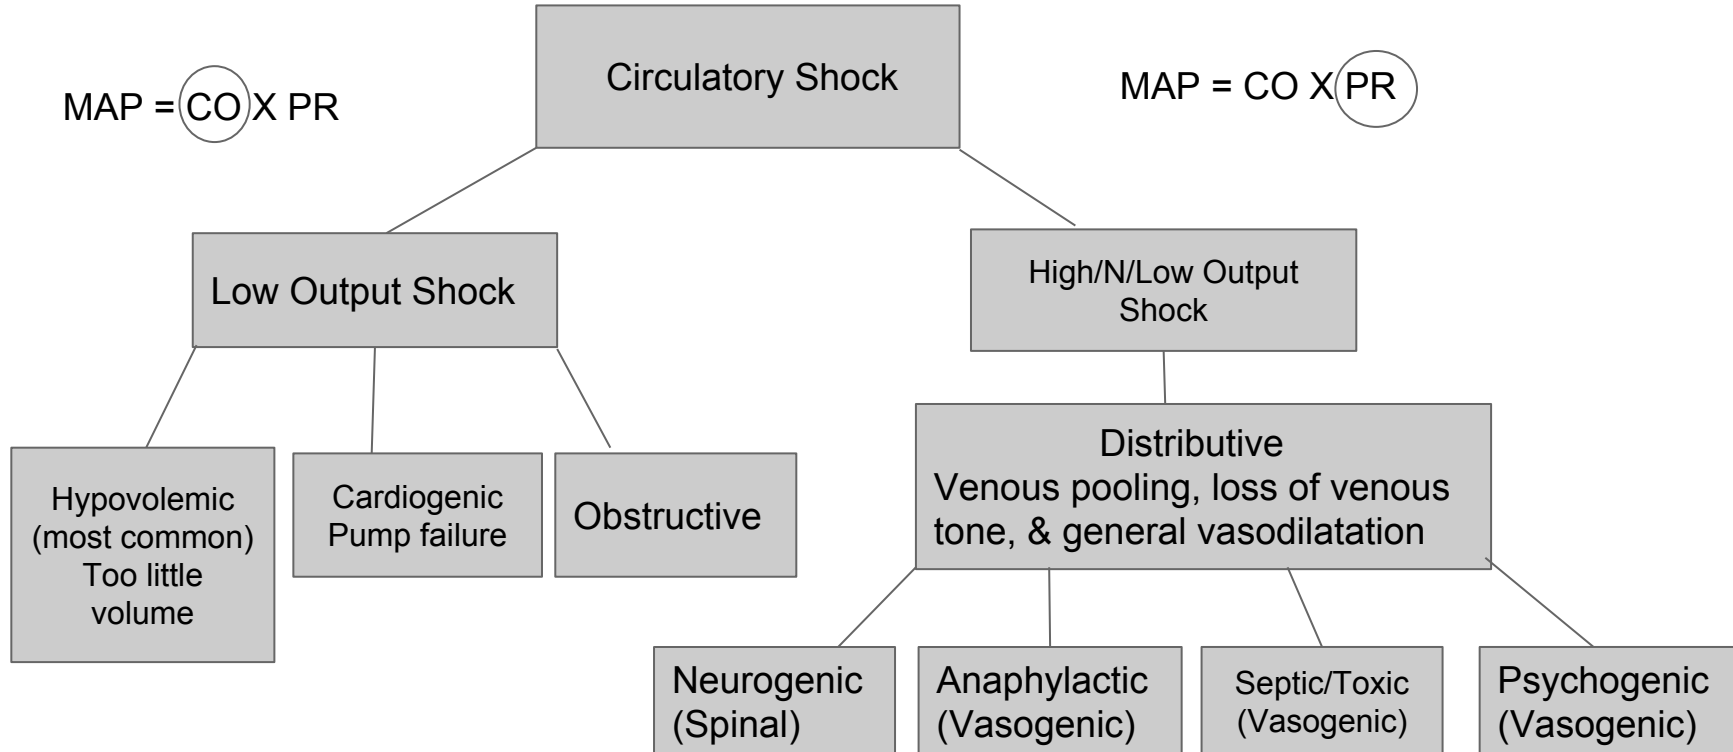 Circulatory Shock
MAP = CO X PR
MAP = CO X PR
Low Output Shock
High/N/Low Output
Shock
Hypovolemic
(most common)
Too little
volume
Cardiogenic
Pump failure
Obstructive
Distributive
Venous pooling, loss of venous
tone, & general vasodilatation
Neurogenic
(Spinal)
Anaphylactic
(Vasogenic)
Septic/Toxic
(Vasogenic)
Psychogenic
(Vasogenic)